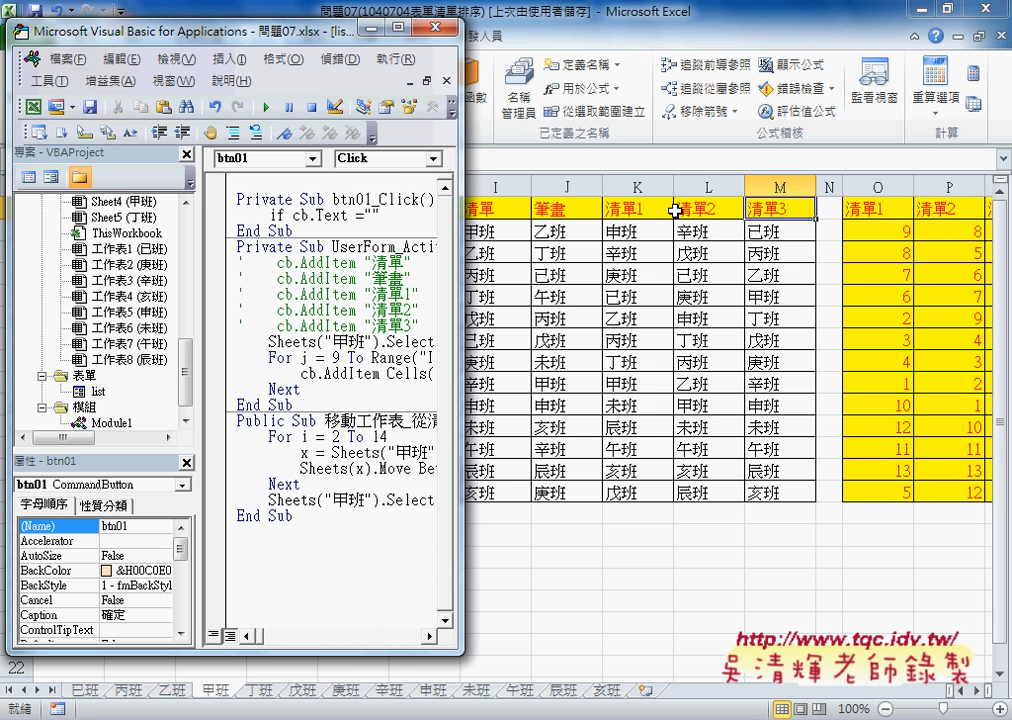 問題07(1040704表單清單排序) [上次由使用者儲存] - Microsoft Excel
Microsoft Visual Basic for Applications - 問題07.xlsx - [lis...
檔案(F) 編輯(E) 檢視(V) 插入(I) 格式(O) 偵錯(D) 執行(R)
工具(T) 增益集(A) 視窗(W) 說明(H)
發人員
函數
名稱
管理員
定義名稱
用於公式
從選取範圍建立
已定義之名稱
追蹤前導參照
追蹤從屬參照
移除箭號
顯示公式
錯誤檢查
評估值公式
公式稽核
監看視窗
重算選項
計算
專案 - VBAProject
Sheet4 (甲班)
Sheet5 (丁班)
ThisWorkbook
工作表1 (已班)
工作表2 (庚班)
工作表3 (辛班)
工作表4 (亥班)
工作表5 (申班)
工作表6 (未班)
工作表7 (午班)
工作表8 (辰班)
表單
list
模組
Module1
屬性 - btn01
btn01 CommandButton
字母順序 性質分類
(Name) btn01
Accelerator
AutoSize False
BackColor &H00C0E0
BackStyle 1 - fmBackStyl
Cancel False
Caption 確定
ControlTipText
btn01 Click
Private Sub btn01_Click()
if cb.Text =""
End Sub
Private Sub UserForm_Acti
' cb.AddItem "清單"
' cb.AddItem "筆畫"
' cb.AddItem "清單1"
' cb.AddItem "清單2"
' cb.AddItem "清單3"
Sheets("甲班").Select
For j = 9 To Range("I
cb.AddItem Cells(
Next
End Sub
Public Sub 移動工作表_從清
For i = 2 To 14
x = Sheets("甲班"
Sheets(x).Move Be
Next
Sheets("甲班").Select
End Sub
I J K L M N O P
清單 筆畫 清單1 清單2 清單3 清單1 清單2
甲班 乙班 申班 辛班 已班 9 8
乙班 丁班 辛班 戊班 丙班 8 5
丙班 已班 庚班 已班 乙班 7 6
丁班 午班 已班 庚班 甲班 6 7
戊班 丙班 乙班 申班 丁班 2 9
已班 戊班 丙班 丁班 戊班 3 4
庚班 未班 丁班 丙班 庚班 4 3
辛班 甲班 甲班 乙班 辛班 1 2
申班 申班 未班 甲班 申班 10 1
未班 亥班 辰班 未班 未班 12 10
午班 辛班 午班 午班 午班 11 11
辰班 辰班 亥班 亥班 辰班 13 13
亥班 庚班 戊班 辰班 亥班 5 12
22
http://www.tqc.idv.tw/
吳清輝老師錄製
已班 丙班 乙班 甲班 丁班 戊班 庚班 辛班 申班 未班 午班 辰班 亥班
就緒
100%